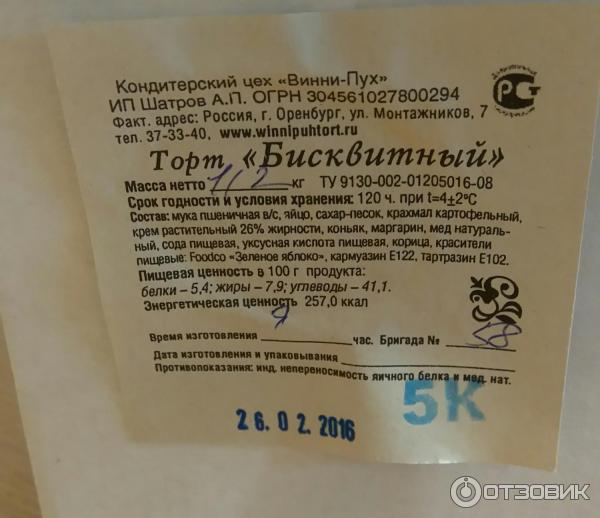 Кондитерский цех «Винни-Пух»
ИП Шатров А.П. ОГРН 304561027800294
Факт. адрес: Россия, г. Оренбург, ул. Монтажников, 7
тел. 37-33-40, www.winnipuhtort.ru
РСТ
Торт «Бисквитный»
Масса нетто 1,2 кг ТУ 9130-002-01205016-08
Срок годности и условия хранения: 120 ч. при t=4±2°С
Состав: мука пшеничная в/с, яйцо, сахар-песок, крахмал картофельный,
крем растительный 26% жирности, коньяк, маргарин, мед натураль-
ный, сода пищевая, уксусная кислота пищевая, корица, красители
пищевые: Foodco «Зеленое яблоко», кармуазин Е122, тартразин Е102.
Пищевая ценность в 100 г продукта:
белки – 5,4; жиры – 7,9; углеводы – 41,1.
Энергетическая ценность 257,0 ккал
Время изготовления час. Бригада № 58
Дата изготовления и упаковывания
Противопоказания: инд. непереносимость яичного белка и мед. нат.
5К
26.02.2016
ОТЗОВИК